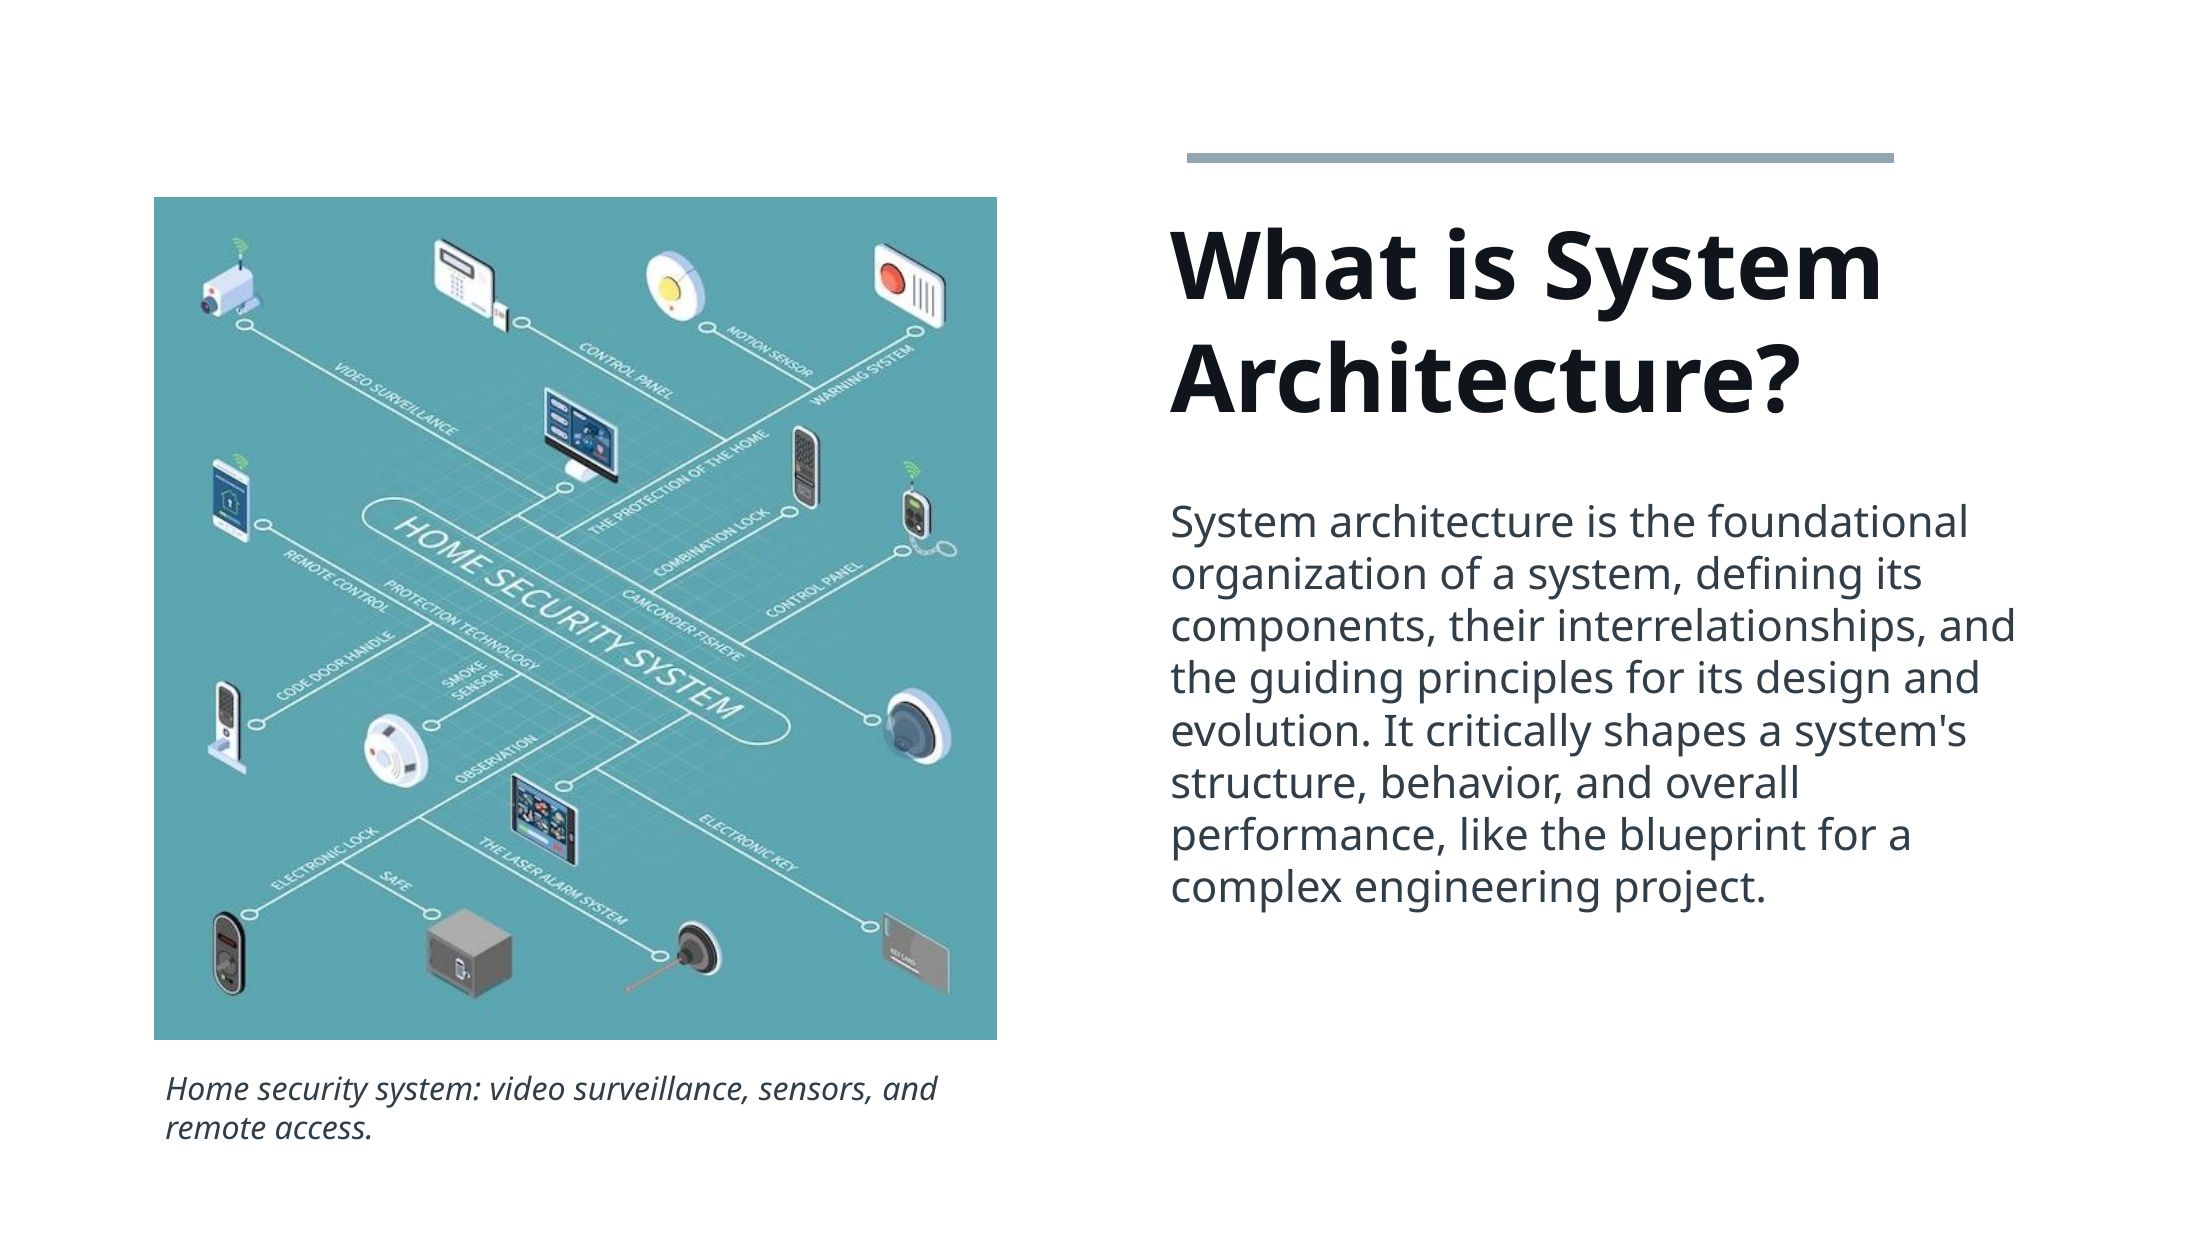 What is System
Architecture?
System architecture is the foundational
organization of a system, defining its
components, their interrelationships, and
the guiding principles for its design and
evolution. It critically shapes a system's
structure, behavior, and overall
performance, like the blueprint for a
complex engineering project.
MOTION SENSOR
CONTROL PANEL
WARNING SYSTEM
VIDEO SURVEILLANCE
THE PROTECTION OF THE HOME
COMBINATION LOCK
HOME SECURITY SYSTEM
REMOTE CONTROL
PROTECTION TECHNOLOGY
CAMCORDER FISHEYE
CONTROL PANEL
CODE DOOR HANDLE
SMOKE
SENSOR
OBSERVATION
ELECTRONIC LOCK
SAFE
THE LASER ALARM SYSTEM
ELECTRONIC KEY
KEY CARD
Home security system: video surveillance, sensors, and
remote access.